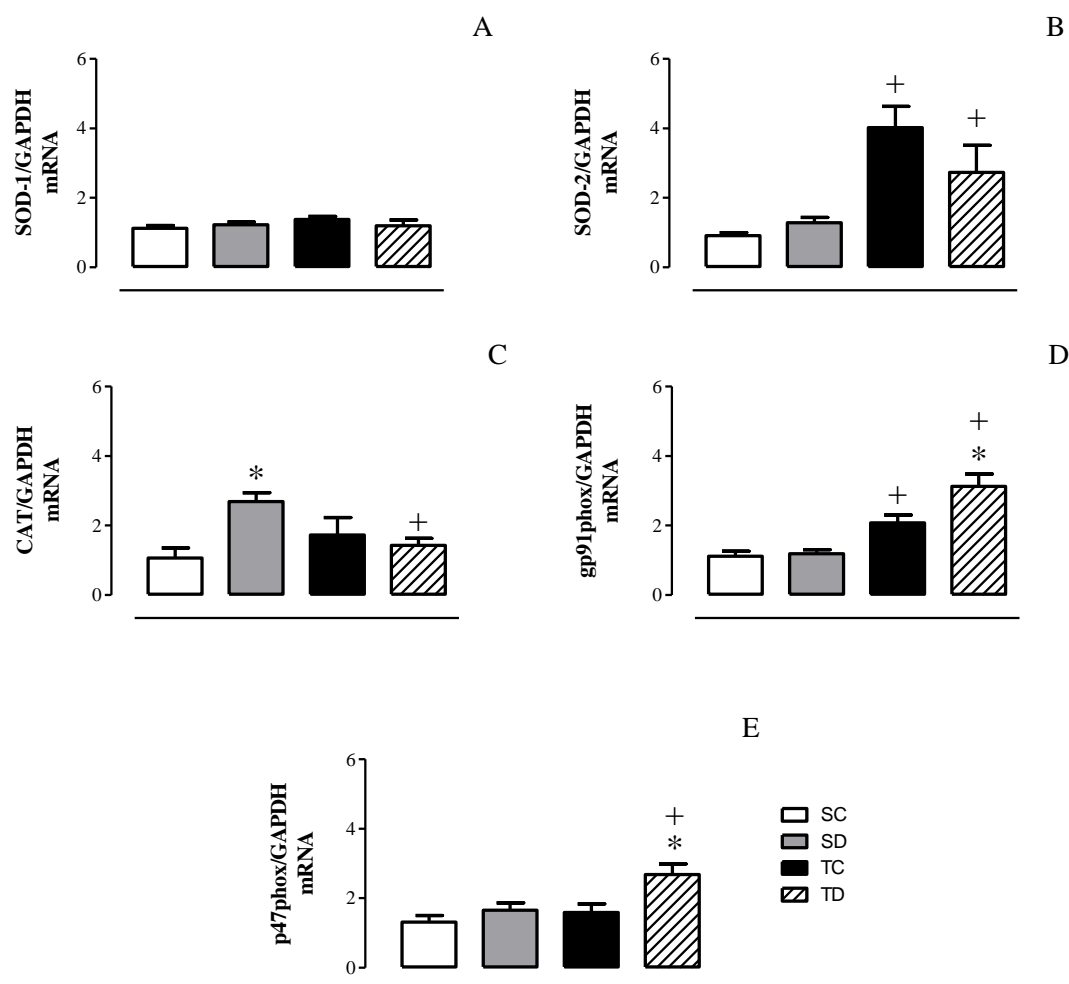 A
SOD-1/GAPDH
mRNA
6
4
2
0
B
SOD-2/GAPDH
mRNA
6
4
2
0
+
+
C
CAT/GAPDH
mRNA
6
4
2
0
*
+
D
gp91phox/GAPDH
mRNA
6
4
2
0
+
+
*
E
p47phox/GAPDH
mRNA
6
4
2
0
+
*
SC
SD
TC
TD